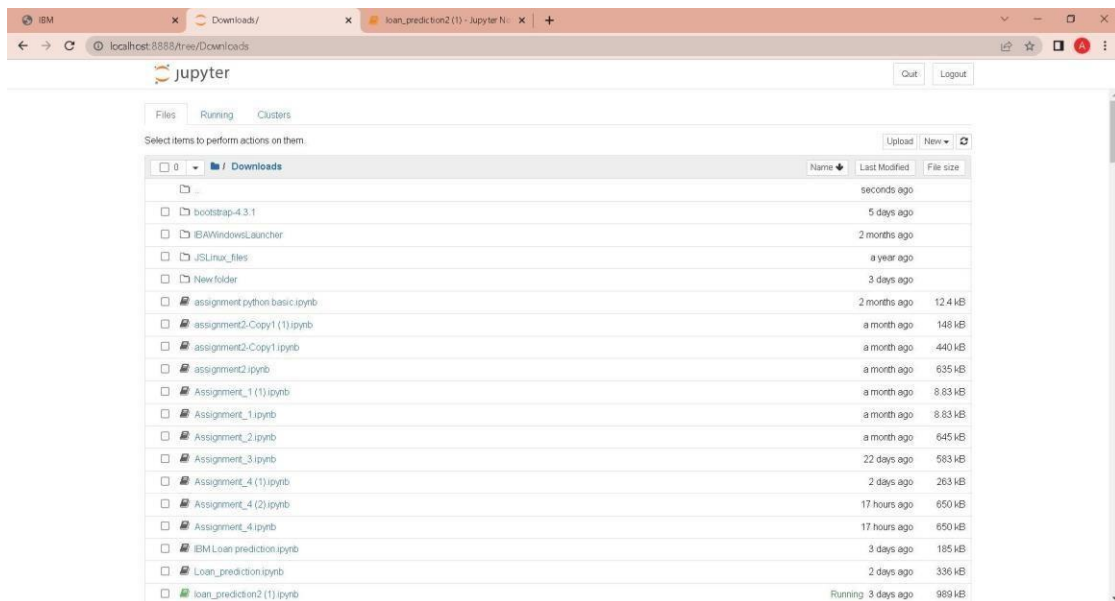 IBM
Downloads/
loan_prediction2 (1) - Jupyter No
localhost:8888/tree/Downloads
A
jupyter
Quit Logout
Files Running Clusters
Select items to perform actions on them.
Upload New
0 / Downloads Name Last Modified File size
.. seconds ago
bootstrap-4.3.1 5 days ago
IBAWindowsLauncher 2 months ago
JSLinux_files a year ago
New folder 3 days ago
assignment python basic.ipynb 2 months ago 12.4 kB
assignment2-Copy1 (1).ipynb a month ago 148 kB
assignment2-Copy1.ipynb a month ago 440 kB
assignment2.ipynb a month ago 635 kB
Assignment_1 (1).ipynb a month ago 8.83 kB
Assignment_1.ipynb a month ago 8.83 kB
Assignment_2.ipynb a month ago 645 kB
Assignment_3.ipynb 22 days ago 583 kB
Assignment_4 (1).ipynb 2 days ago 263 kB
Assignment_4 (2).ipynb 17 hours ago 650 kB
Assignment_4.ipynb 17 hours ago 650 kB
IBM Loan prediction.ipynb 3 days ago 185 kB
Loan_prediction.ipynb 2 days ago 336 kB
loan_prediction2 (1).ipynb Running 3 days ago 989 kB